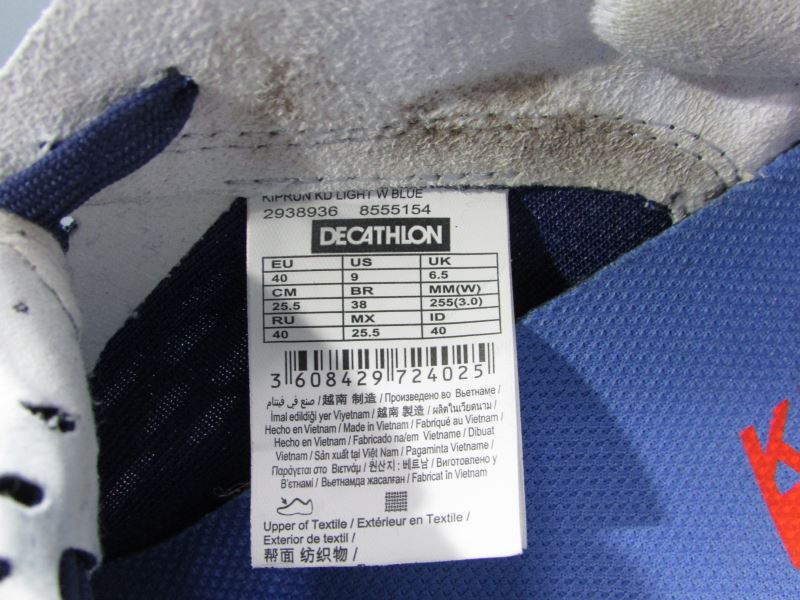 KIPRUN KD LIGHT W BLUE
2938936 8555154
DECATHLON
EU US UK
40 9 6.5
CM BR MM(W)
25.5 38 255(3.0)
RU MX ID
40 25.5 40
3 608429 724025
صنع في فيتنام / 越南 制造 / Произведено во Вьетнаме
İmal edildiği yer Viyetnam / 越南 製造 / ผลิตในเวียดนาม /
Hecho en Vietnam / Made in Vietnam / Fabriqué au Vietnam /
Hecho en Vietnam / Fabricado na/em Vietname / Dibuat
Vietnam / Sản xuất tại Việt Nam / Pagaminta Vietname /
Παράγεται στο Βιετνάμ / 원산지 : 베트남 / Виготовлено у
В'єтнамі / Вьетнамда жасалған / Fabricat în Vietnam
Upper of Textile / Extérieur en Textile /
Exterior de textil /
帮面 纺织物 /
K